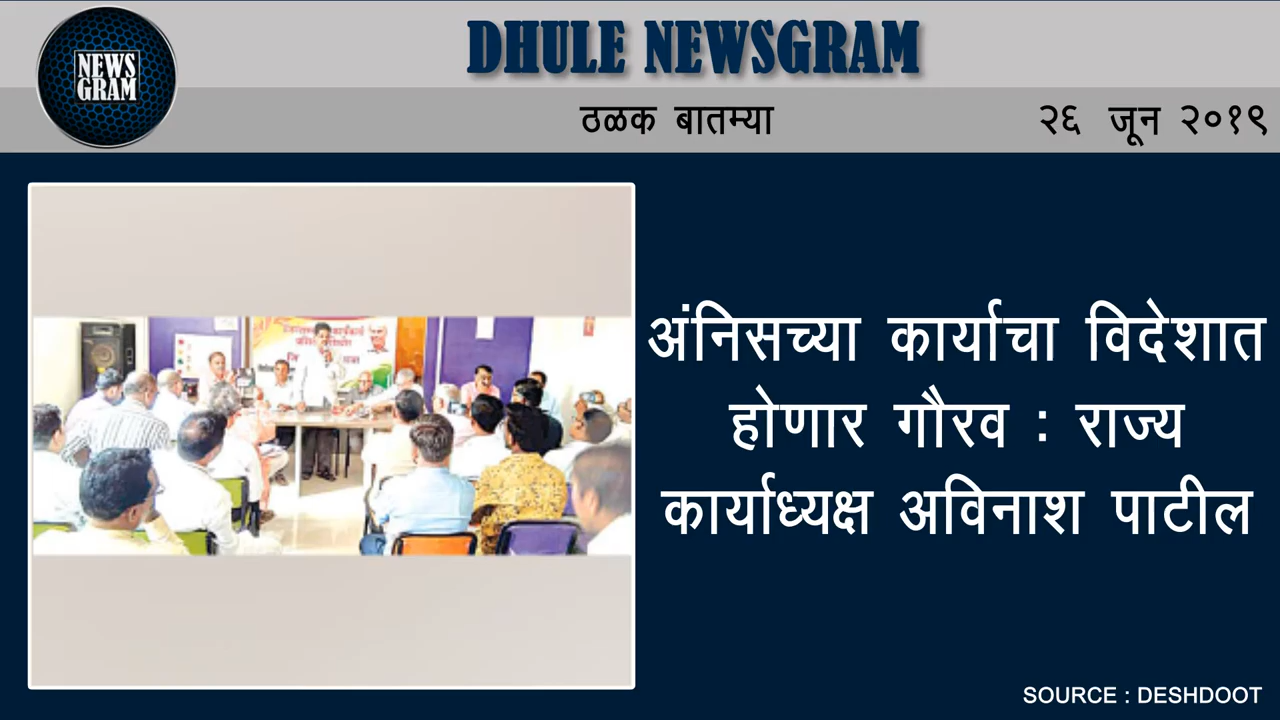 NEWS
GRAM
DHULE NEWSGRAM
ठळक बातम्या
२६ जून २०१९
अंनिसच्या कार्याचा विदेशात
होणार गौरव : राज्य
कार्याध्यक्ष अविनाश पाटील
SOURCE : DESHDOOT